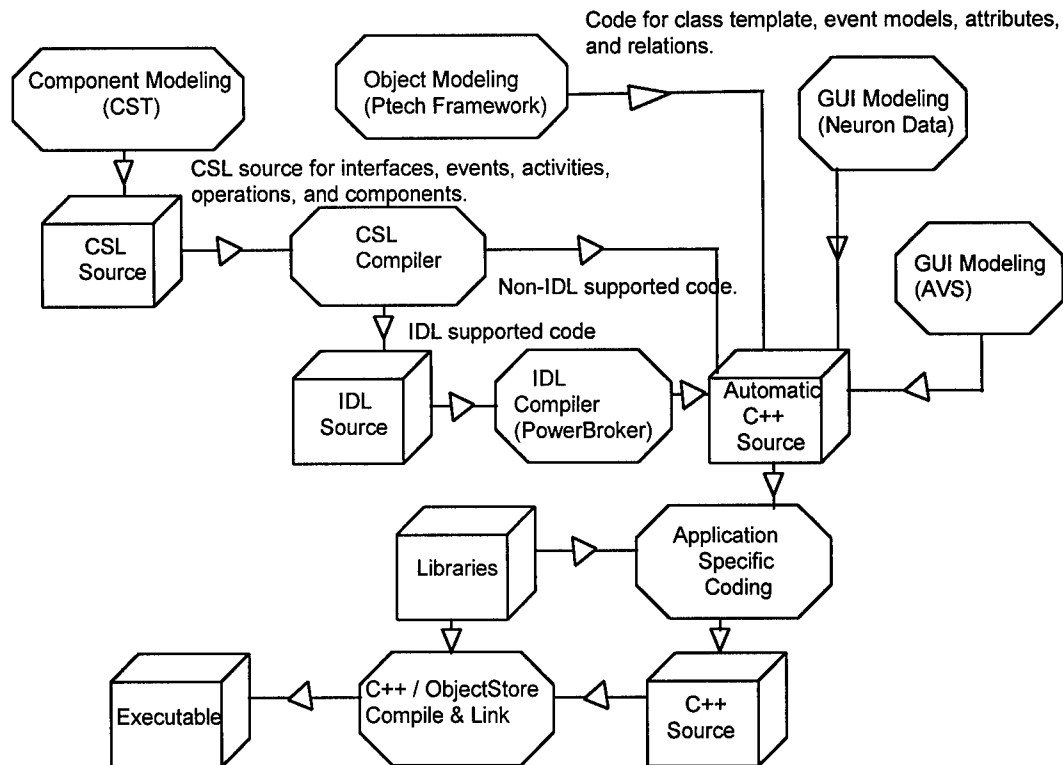 Code for class template, event models, attributes,
and relations.
Component Modeling
(CST)
Object Modeling
(Ptech Framework)
GUI Modeling
(Neuron Data)
CSL source for interfaces, events, activities,
operations, and components.
CSL
Source
CSL
Compiler
GUI Modeling
(AVS)
Non-IDL supported code.
IDL supported code
IDL
Source
IDL
Compiler
(PowerBroker)
Automatic
C++
Source
Libraries
Application
Specific
Coding
Executable
C++ / ObjectStore
Compile & Link
C++
Source